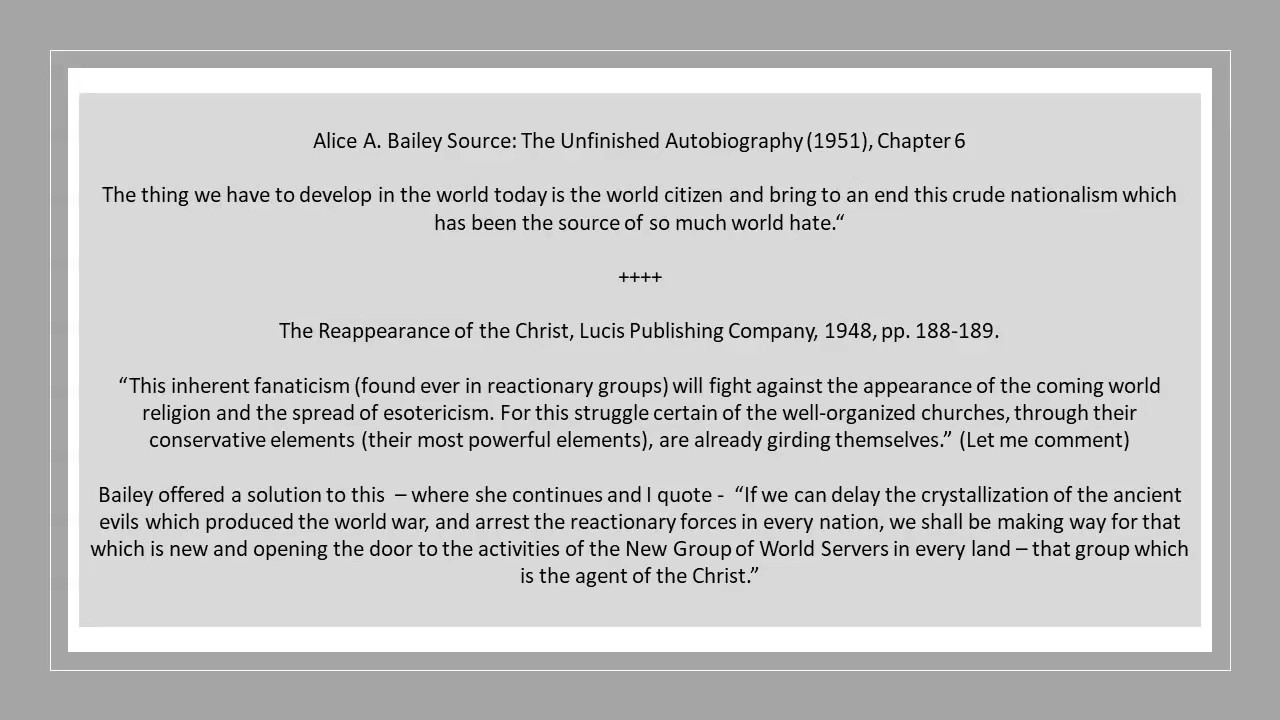 Alice A. Bailey Source: The Unfinished Autobiography (1951), Chapter 6
The thing we have to develop in the world today is the world citizen and bring to an end this crude nationalism which
has been the source of so much world hate.“
++++
The Reappearance of the Christ, Lucis Publishing Company, 1948, pp. 188-189.
“This inherent fanaticism (found ever in reactionary groups) will fight against the appearance of the coming world
religion and the spread of esotericism. For this struggle certain of the well-organized churches, through their
conservative elements (their most powerful elements), are already girding themselves.” (Let me comment)
Bailey offered a solution to this – where she continues and I quote - “If we can delay the crystallization of the ancient
evils which produced the world war, and arrest the reactionary forces in every nation, we shall be making way for that
which is new and opening the door to the activities of the New Group of World Servers in every land – that group which
is the agent of the Christ.”